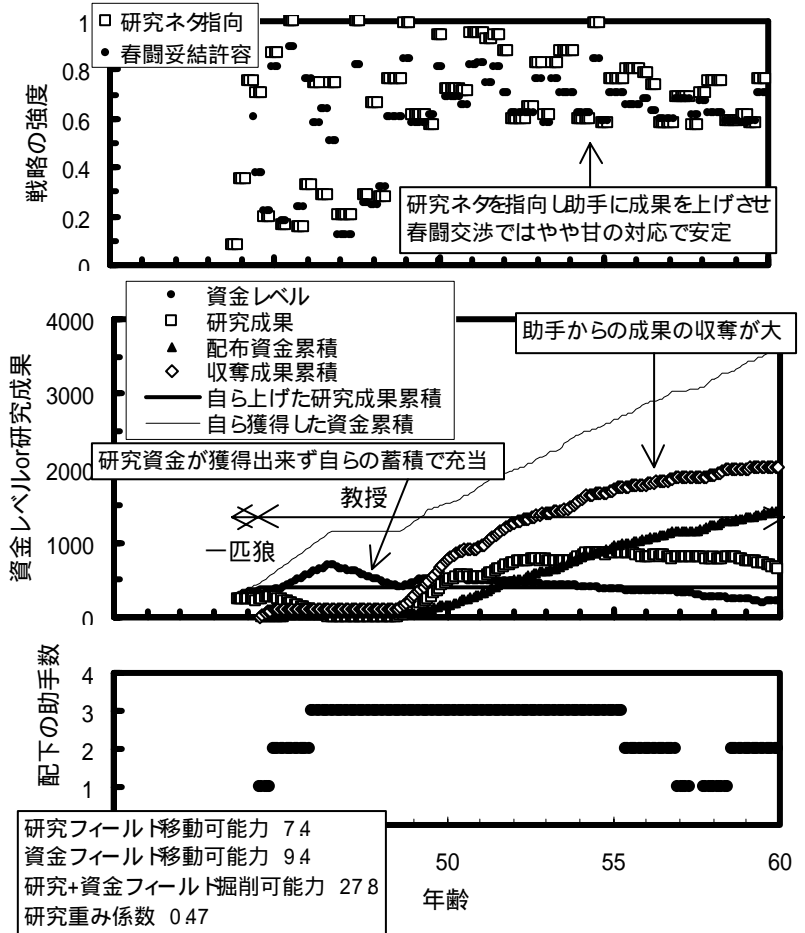 1
□ 研究ネタ指向
● 春闘妥結許容
0.8
0.6
0.4
0.2
0
戦略の強度
研究ネタを指向し助手に成果を上げさせ
春闘交渉ではやや甘の対応で安定
● 資金レベル
□ 研究成果
▲ 配布資金累積
◇ 収奪成果累積
自ら上げた研究成果累積
自ら獲得した資金累積
4000
3000
2000
1000
0
資金レベルor研究成果
助手からの成果の収奪が大
研究資金が獲得出来ず自らの蓄積で充当
教授
一匹狼
4
3
2
1
配下の助手数
研究フィールド移動可能力 74
資金フィールド移動可能力 94
研究+資金フィールド掘削可能力 278
研究重み係数 047
50
55
60
年齢